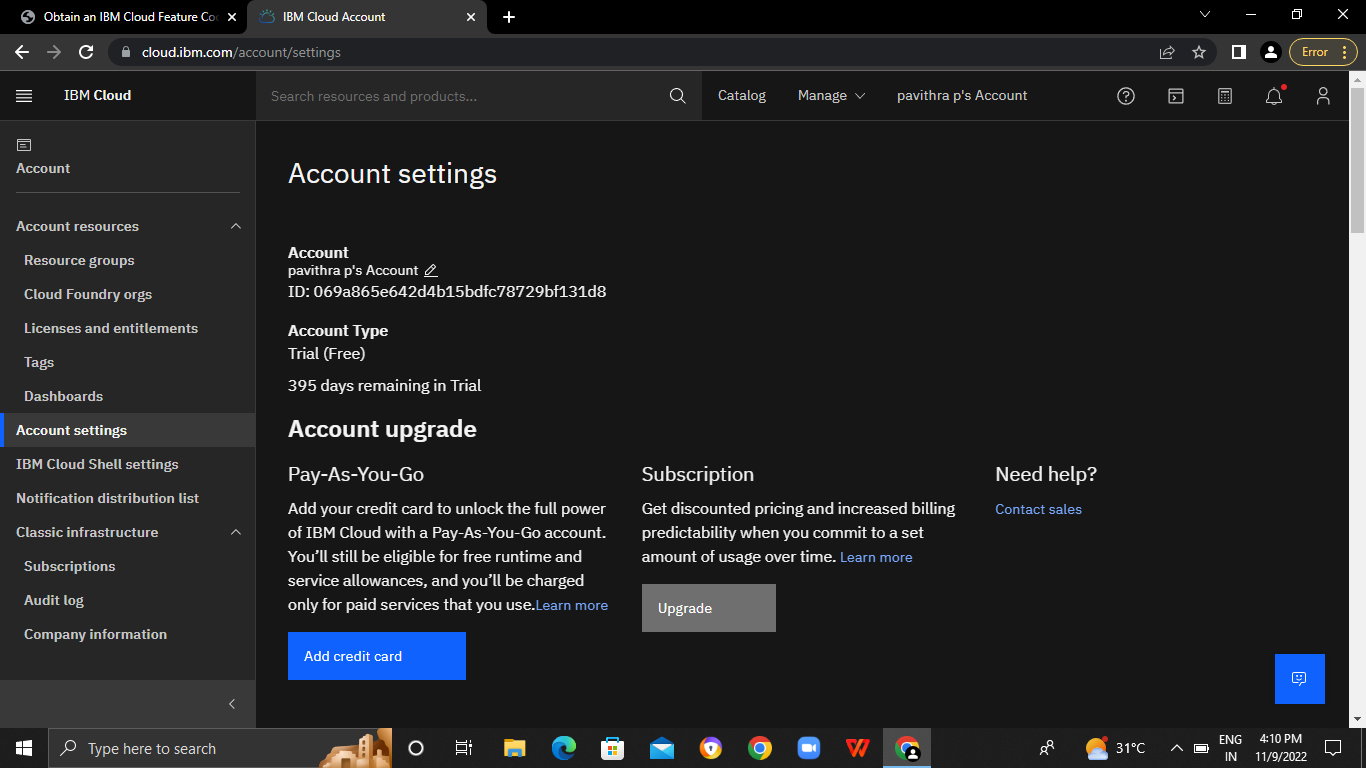 Obtain an IBM Cloud Feature Co
IBM Cloud Account
cloud.ibm.com/account/settings
Error
IBM Cloud
Search resources and products...
Catalog
Manage
pavithra p's Account
Account
Account resources
Resource groups
Cloud Foundry orgs
Licenses and entitlements
Tags
Dashboards
Account settings
IBM Cloud Shell settings
Notification distribution list
Classic infrastructure
Subscriptions
Audit log
Company information
Account settings
Account
pavithra p's Account
ID: 069a865e642d4b15bdfc78729bf131d8
Account Type
Trial (Free)
395 days remaining in Trial
Account upgrade
Pay-As-You-Go
Add your credit card to unlock the full power
of IBM Cloud with a Pay-As-You-Go account.
You’ll still be eligible for free runtime and
service allowances, and you’ll be charged
only for paid services that you use.Learn more
Add credit card
Subscription
Get discounted pricing and increased billing
predictability when you commit to a set
amount of usage over time. Learn more
Upgrade
Need help?
Contact sales
Type here to search
31°C
ENG
IN
4:10 PM
11/9/2022